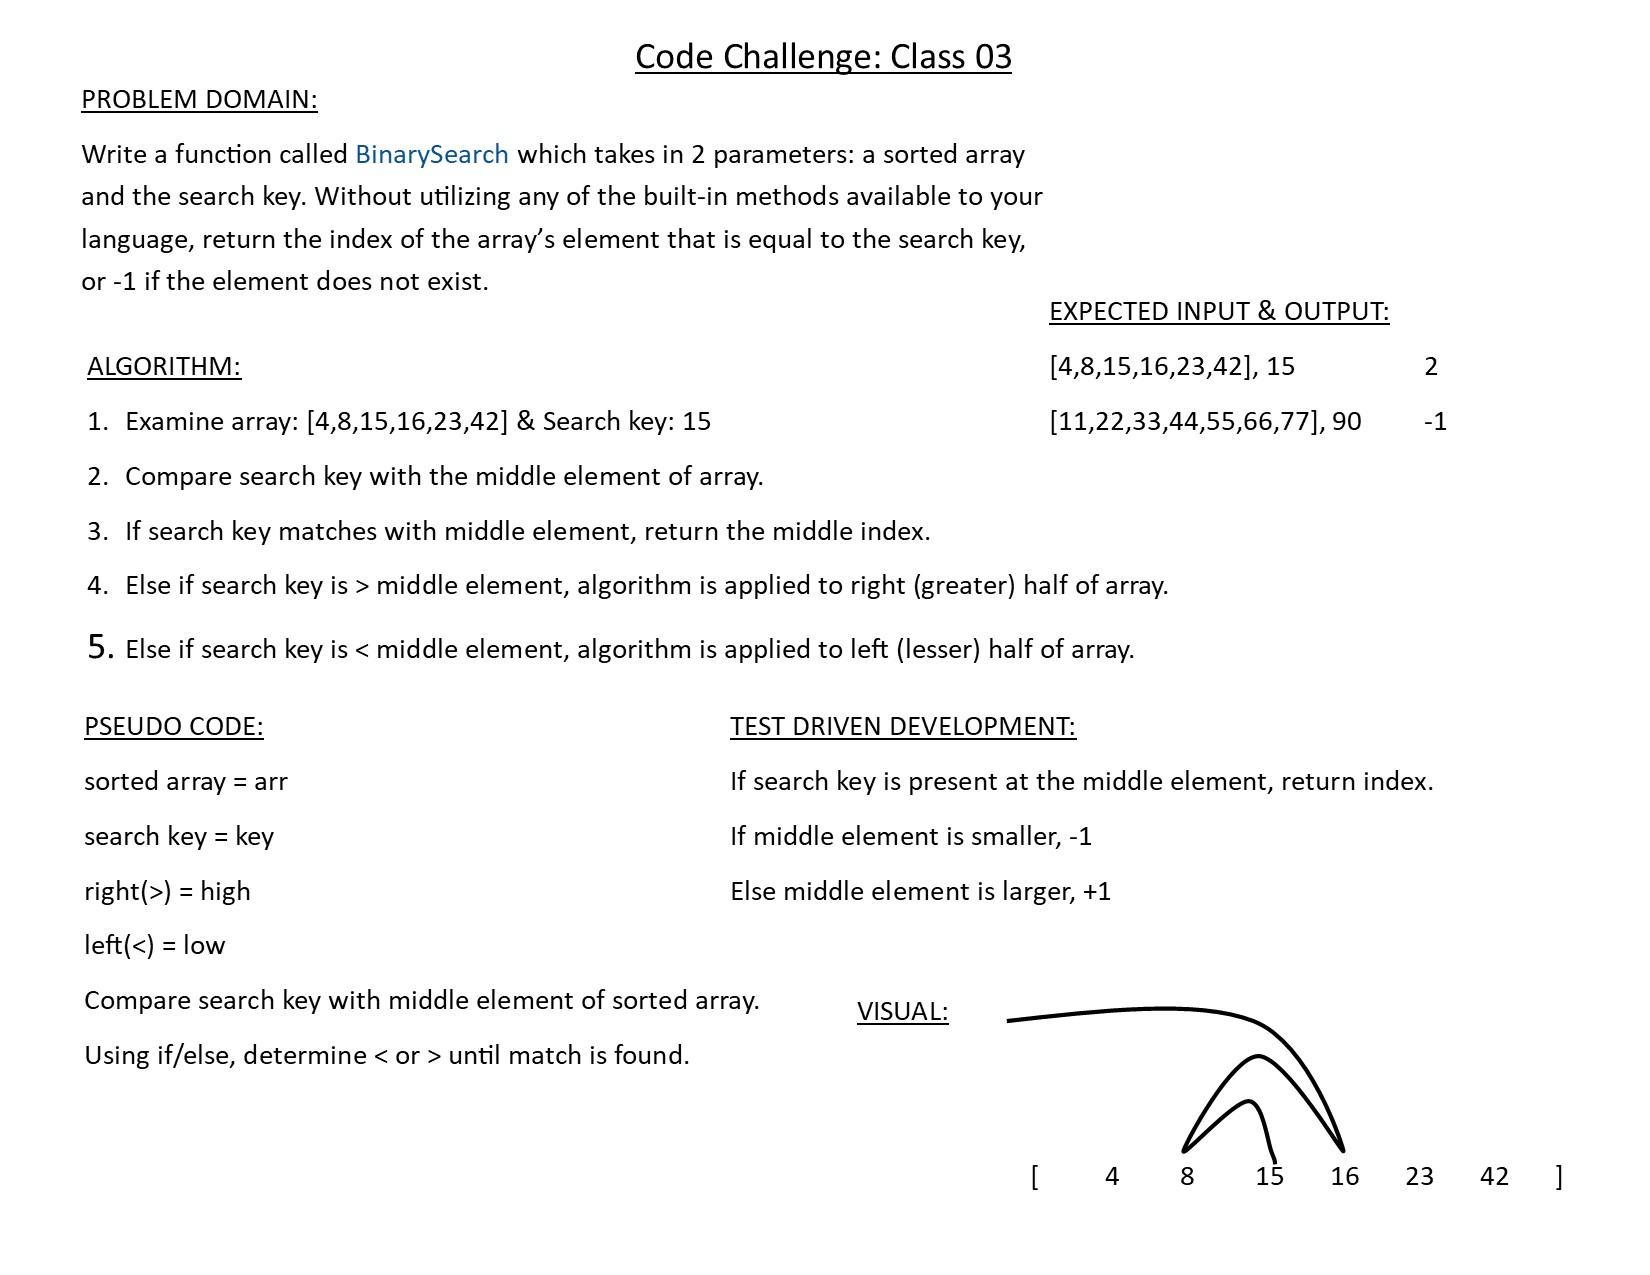 Code Challenge: Class 03
PROBLEM DOMAIN:
Write a function called BinarySearch which takes in 2 parameters: a sorted array
and the search key. Without utilizing any of the built-in methods available to your
language, return the index of the array’s element that is equal to the search key,
or -1 if the element does not exist.
EXPECTED INPUT & OUTPUT:
[4,8,15,16,23,42], 15 2
[11,22,33,44,55,66,77], 90 -1
ALGORITHM:
1. Examine array: [4,8,15,16,23,42] & Search key: 15
2. Compare search key with the middle element of array.
3. If search key matches with middle element, return the middle index.
4. Else if search key is > middle element, algorithm is applied to right (greater) half of array.
5. Else if search key is < middle element, algorithm is applied to left (lesser) half of array.
PSEUDO CODE:
sorted array = arr
search key = key
right(>) = high
left(<) = low
Compare search key with middle element of sorted array.
Using if/else, determine < or > until match is found.
TEST DRIVEN DEVELOPMENT:
If search key is present at the middle element, return index.
If middle element is smaller, -1
Else middle element is larger, +1
VISUAL:
[ 4 8 15 16 23 42 ]